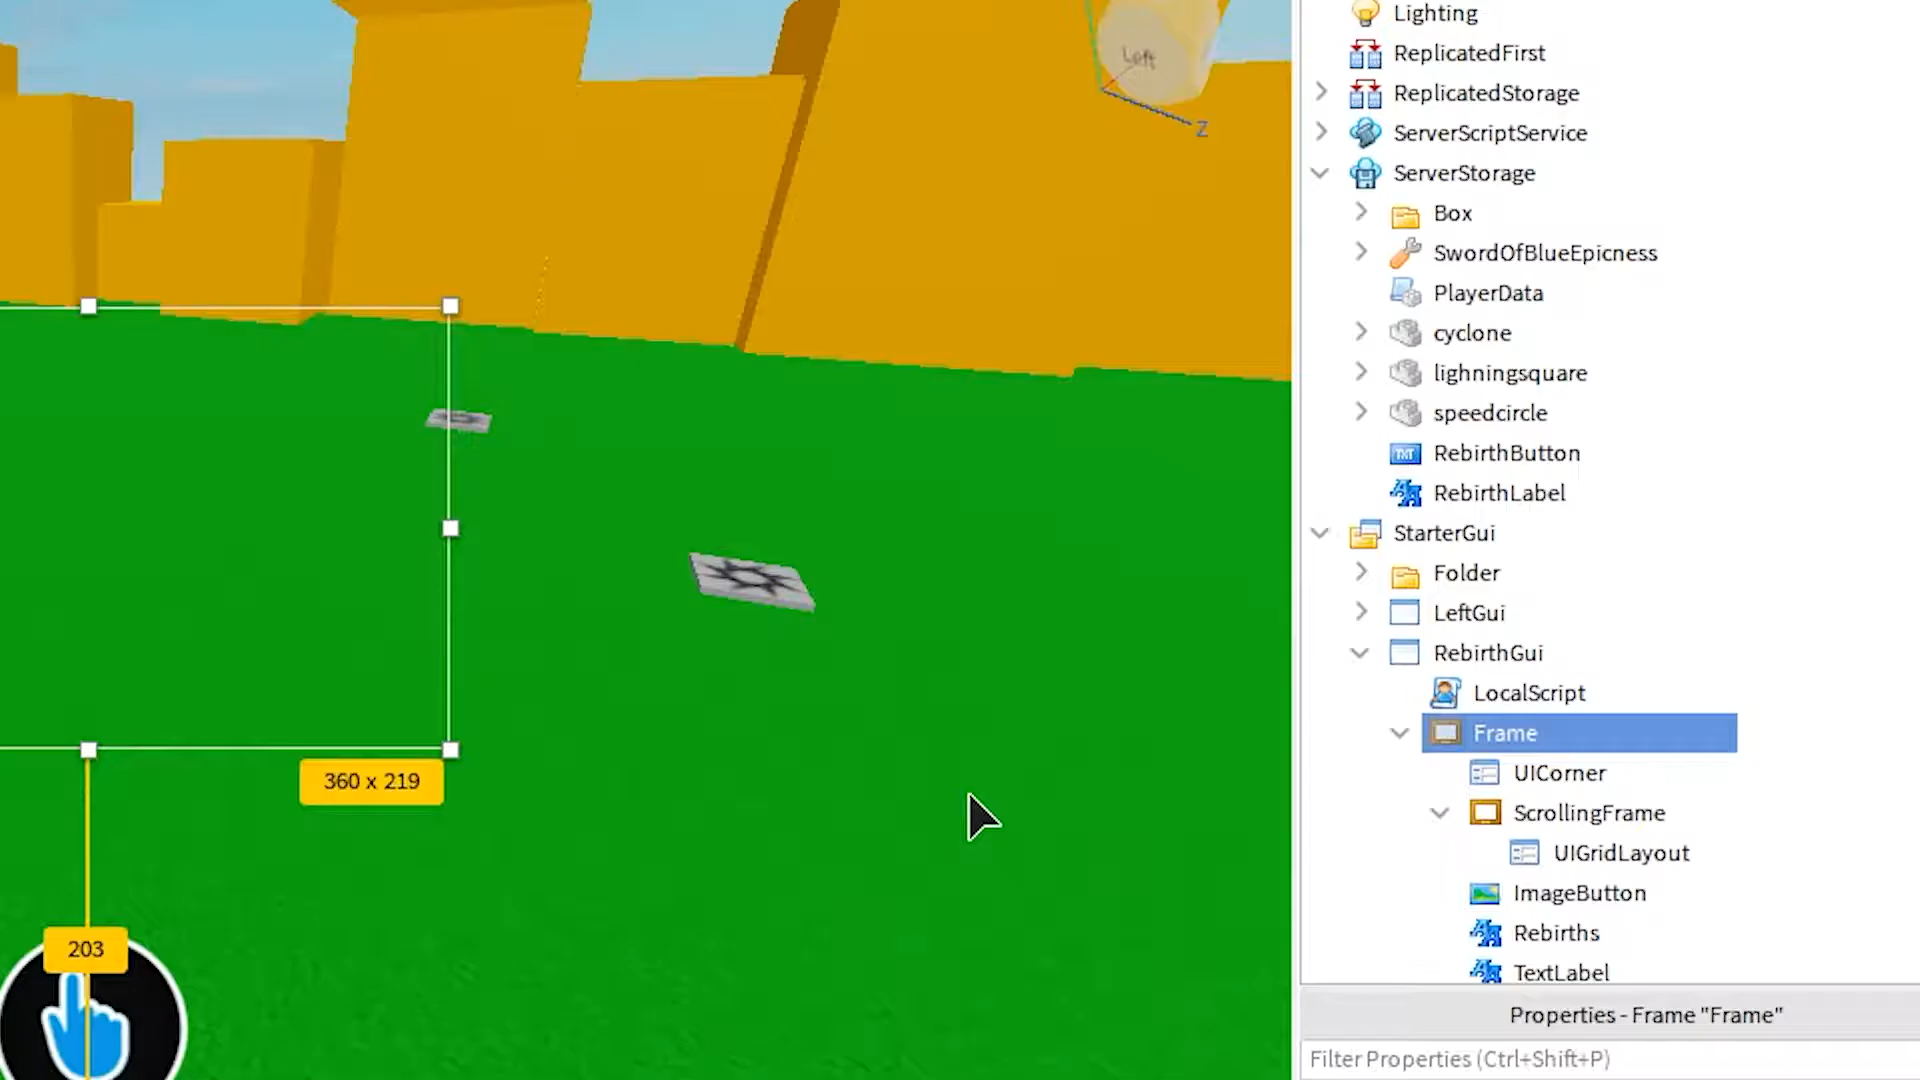 Left
Z
360 x 219
203
Lighting
ReplicatedFirst
ReplicatedStorage
ServerScriptService
ServerStorage
Box
SwordOfBlueEpicness
PlayerData
cyclone
lighningsquare
speedcircle
TXT
RebirthButton
RebirthLabel
StarterGui
Folder
LeftGui
RebirthGui
LocalScript
Frame
UICorner
ScrollingFrame
UIGridLayout
ImageButton
Rebirths
TextLabel
Properties - Frame "Frame"
Filter Properties (Ctrl+Shift+P)